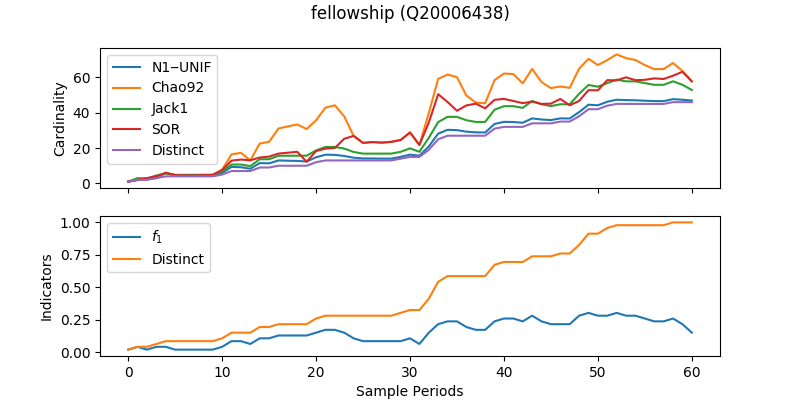 fellowship (Q20006438)
Cardinality
60
40
20
0
N1−UNIF
Chao92
Jack1
SOR
Distinct
Indicators
1.00
0.75
0.50
0.25
0.00
f1
Distinct
0 10 20 30 40 50 60
Sample Periods